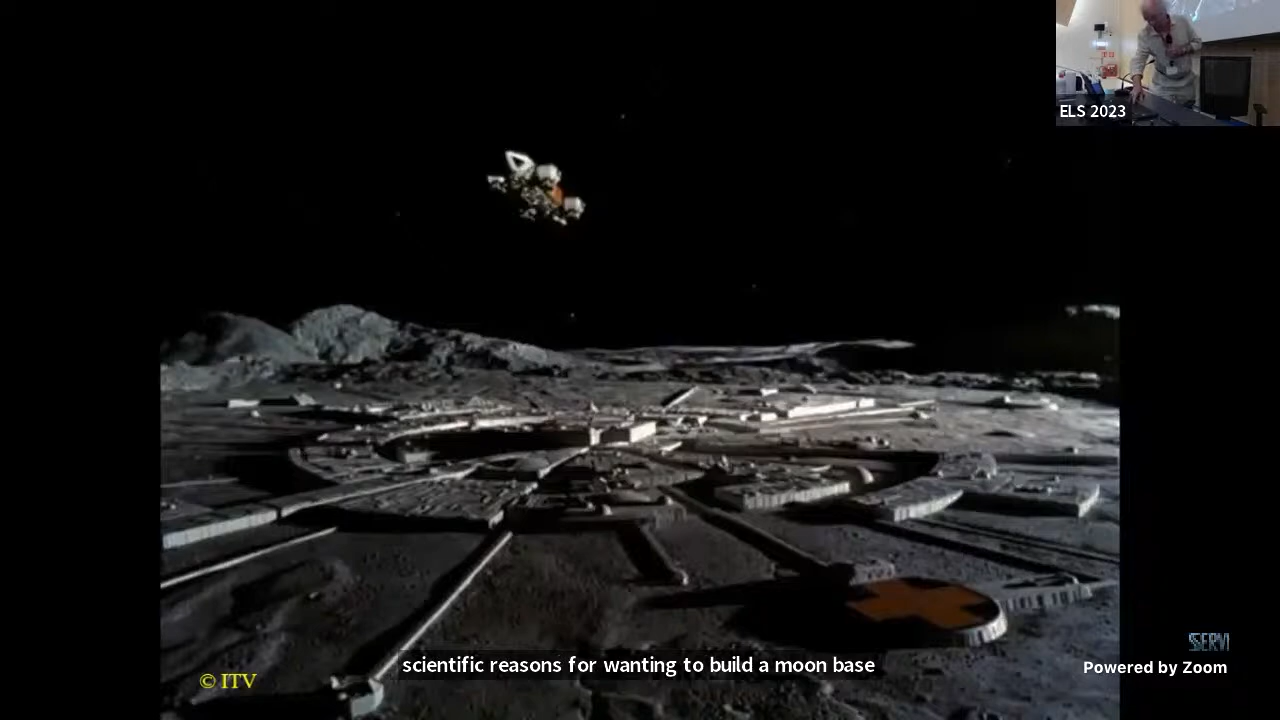 ELS 2023
SERVI
scientific reasons for wanting to build a moon base
Powered by Zoom
© ITV